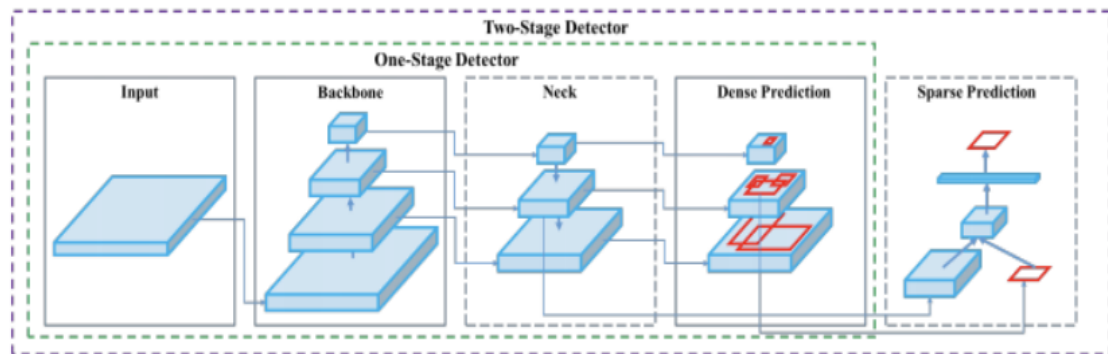 Two-Stage Detector
One-Stage Detector
Input
Backbone
Neck
Dense Prediction
Sparse Prediction